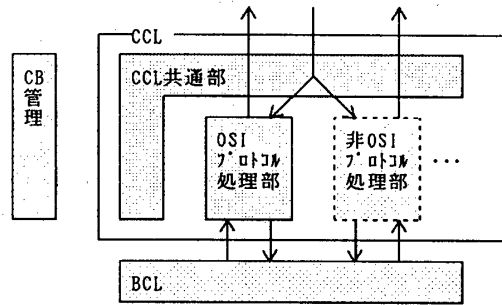 CCL
CB
管理
CCL共通部
OSI
ﾌﾟﾛﾄｺﾙ
処理部
非OSI
ﾌﾟﾛﾄｺﾙ
処理部
・・・
BCL